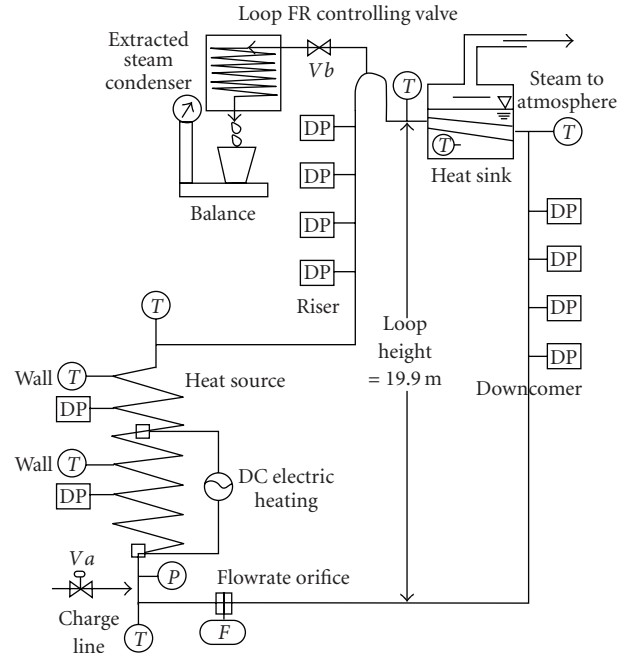 Loop FR controlling valve
Extracted
steam
condenser
Vb
T
Steam to
atmosphere
T
T
Heat sink
DP
DP
DP
DP
Balance
Riser
DP
DP
DP
DP
Downcomer
Loop
height
= 19.9 m
T
Wall T
Heat source
DP
Wall T
DP
DC electric
heating
Va
P
Flowrate orifice
Charge
line
T
F